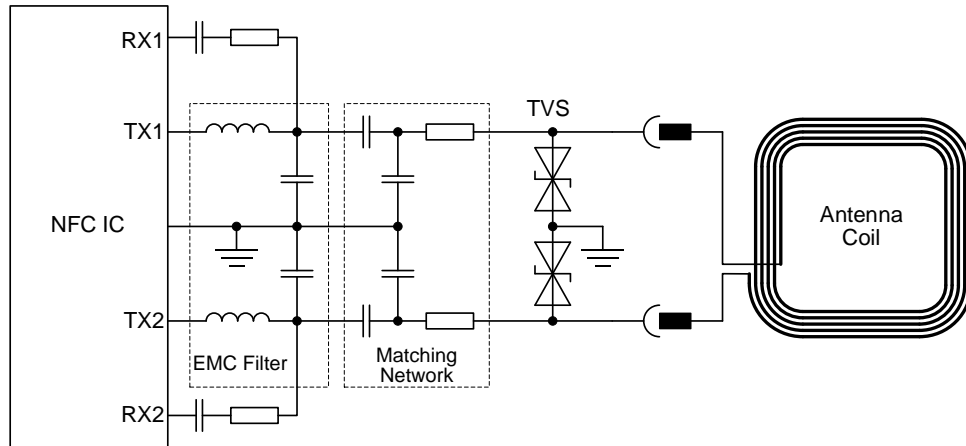 RX1
TX1
TVS
NFC IC
Antenna
Coil
TX2
EMC Filter
Matching
Network
RX2